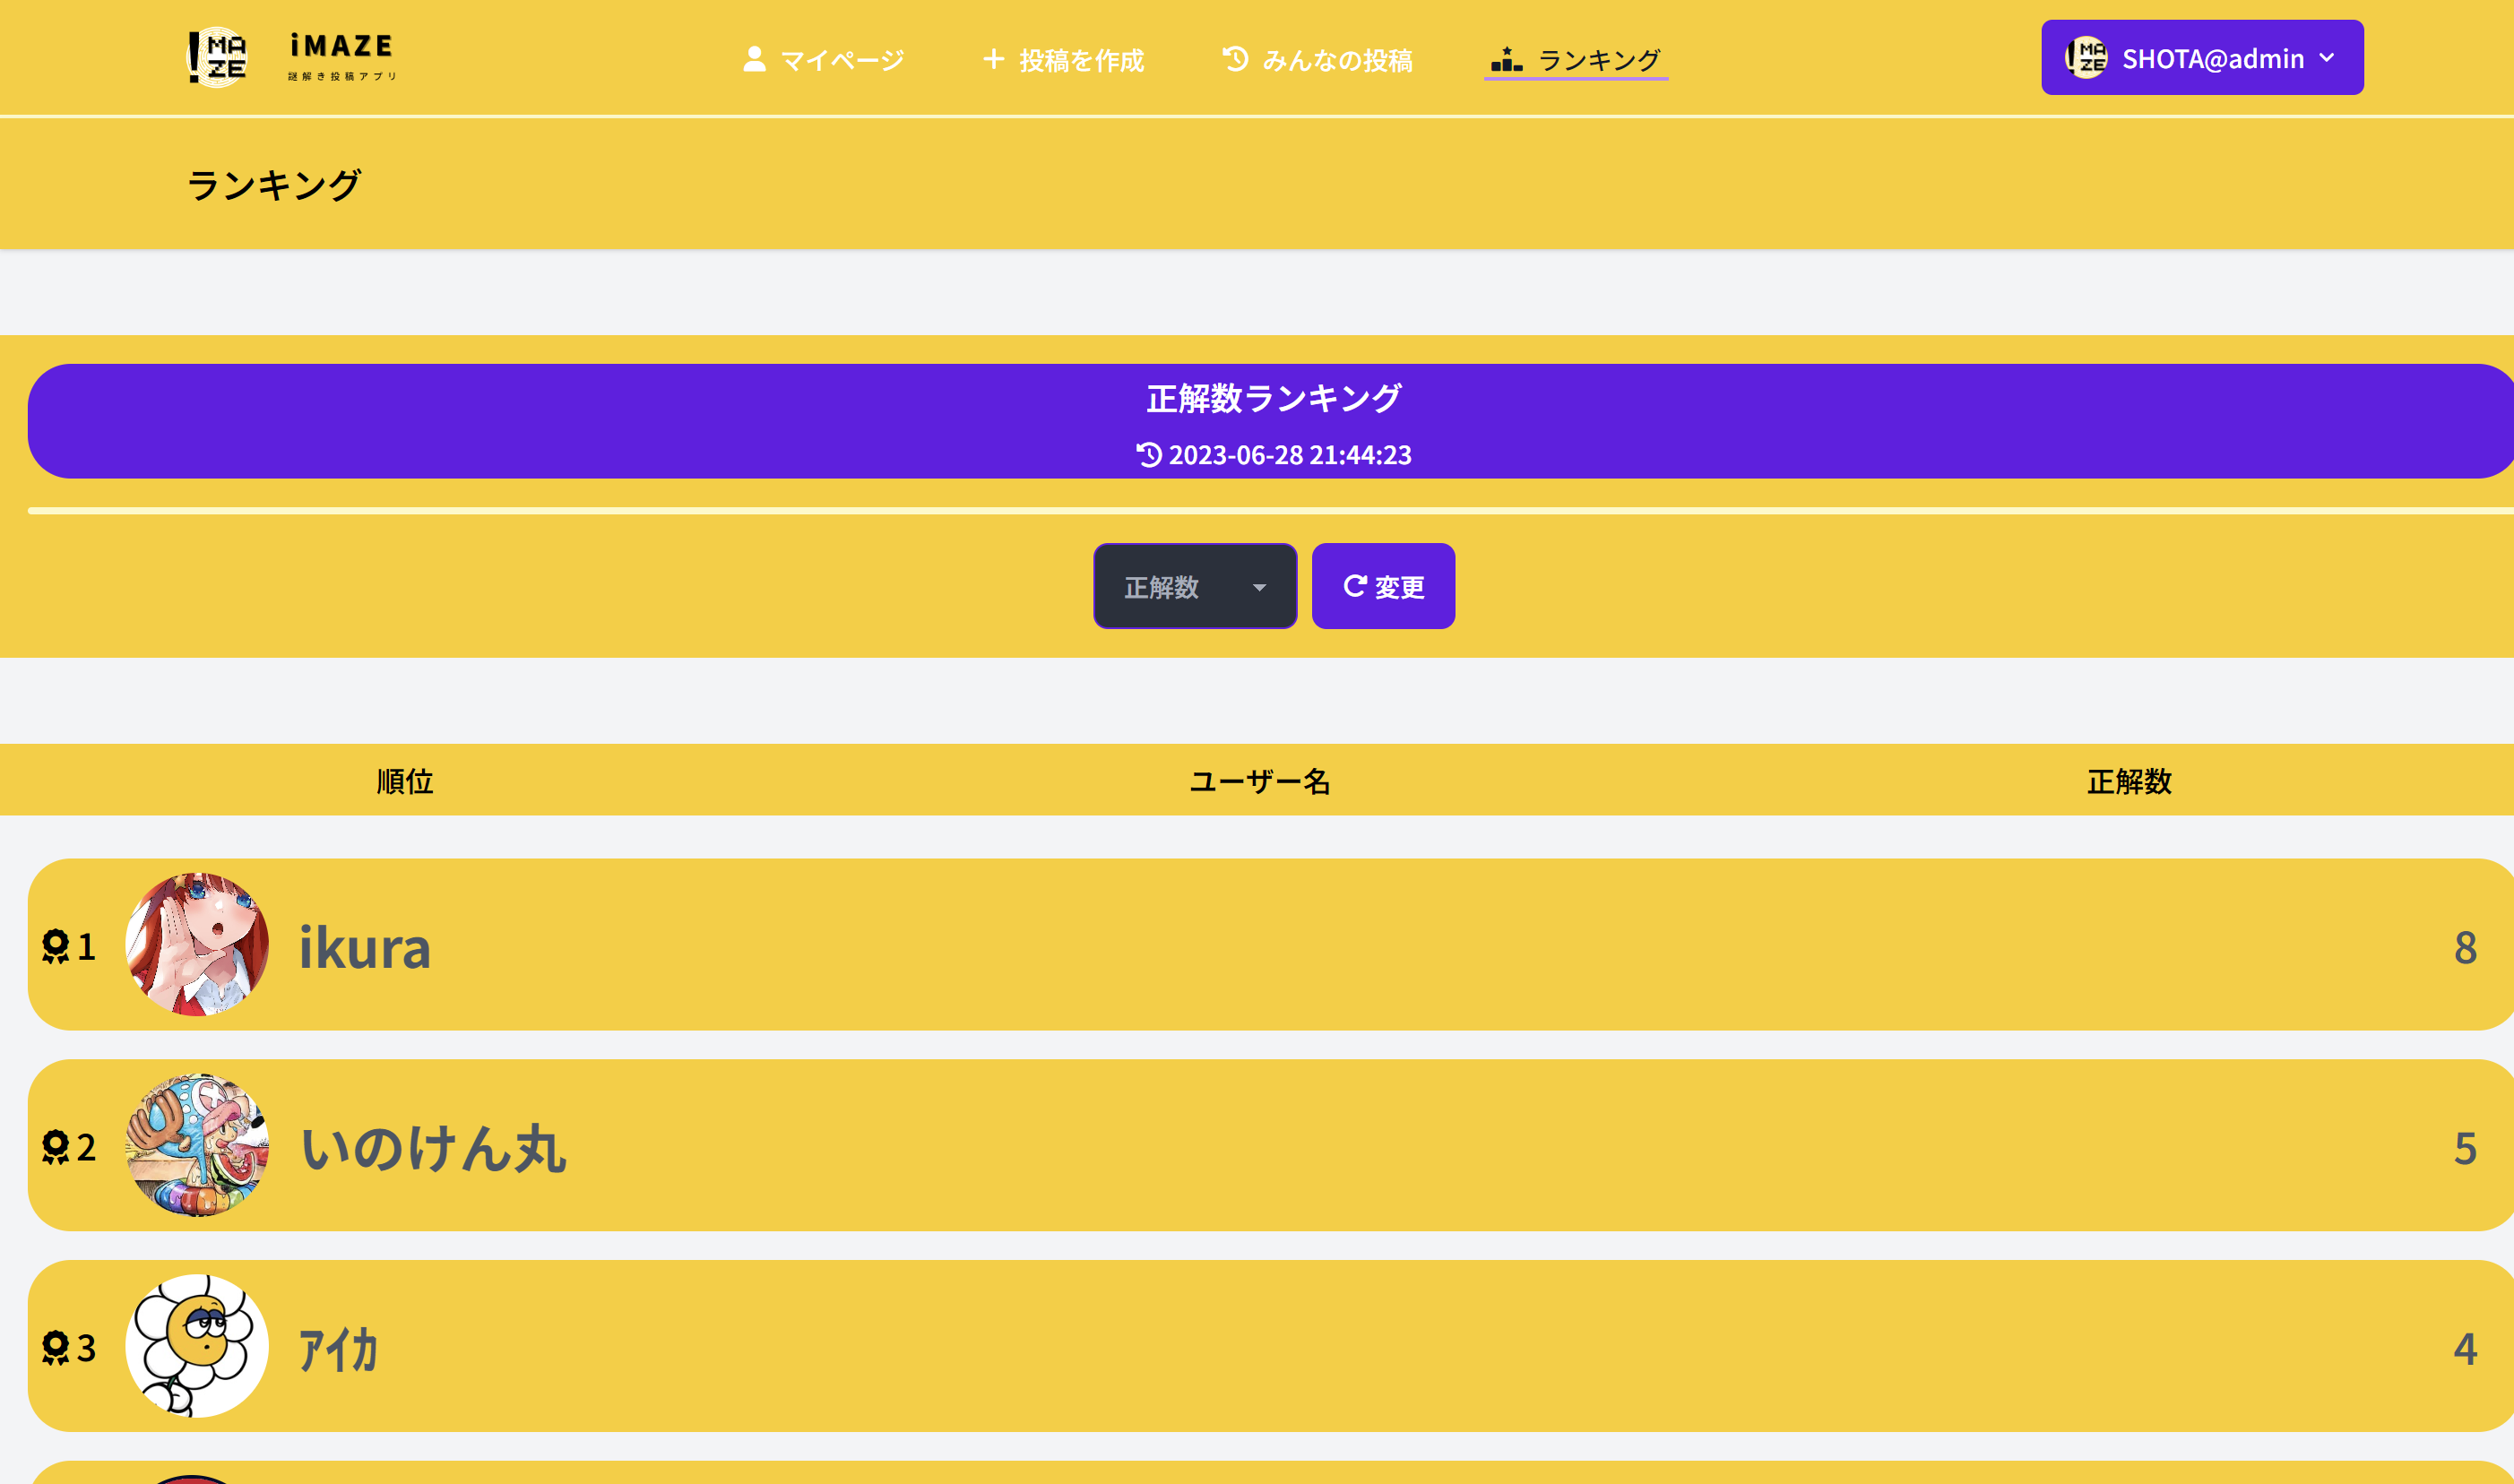 !MAZE
iMAZE
謎解き投稿アプリ
マイページ
投稿を作成
みんなの投稿
ランキング
!MAZE
SHOTA@admin
ランキング
正解数ランキング
2023-06-28 21:44:23
正解数
変更
順位 ユーザー名 正解数
1 ikura 8
2 いのけん丸 5
3 ｱｲｶ 4